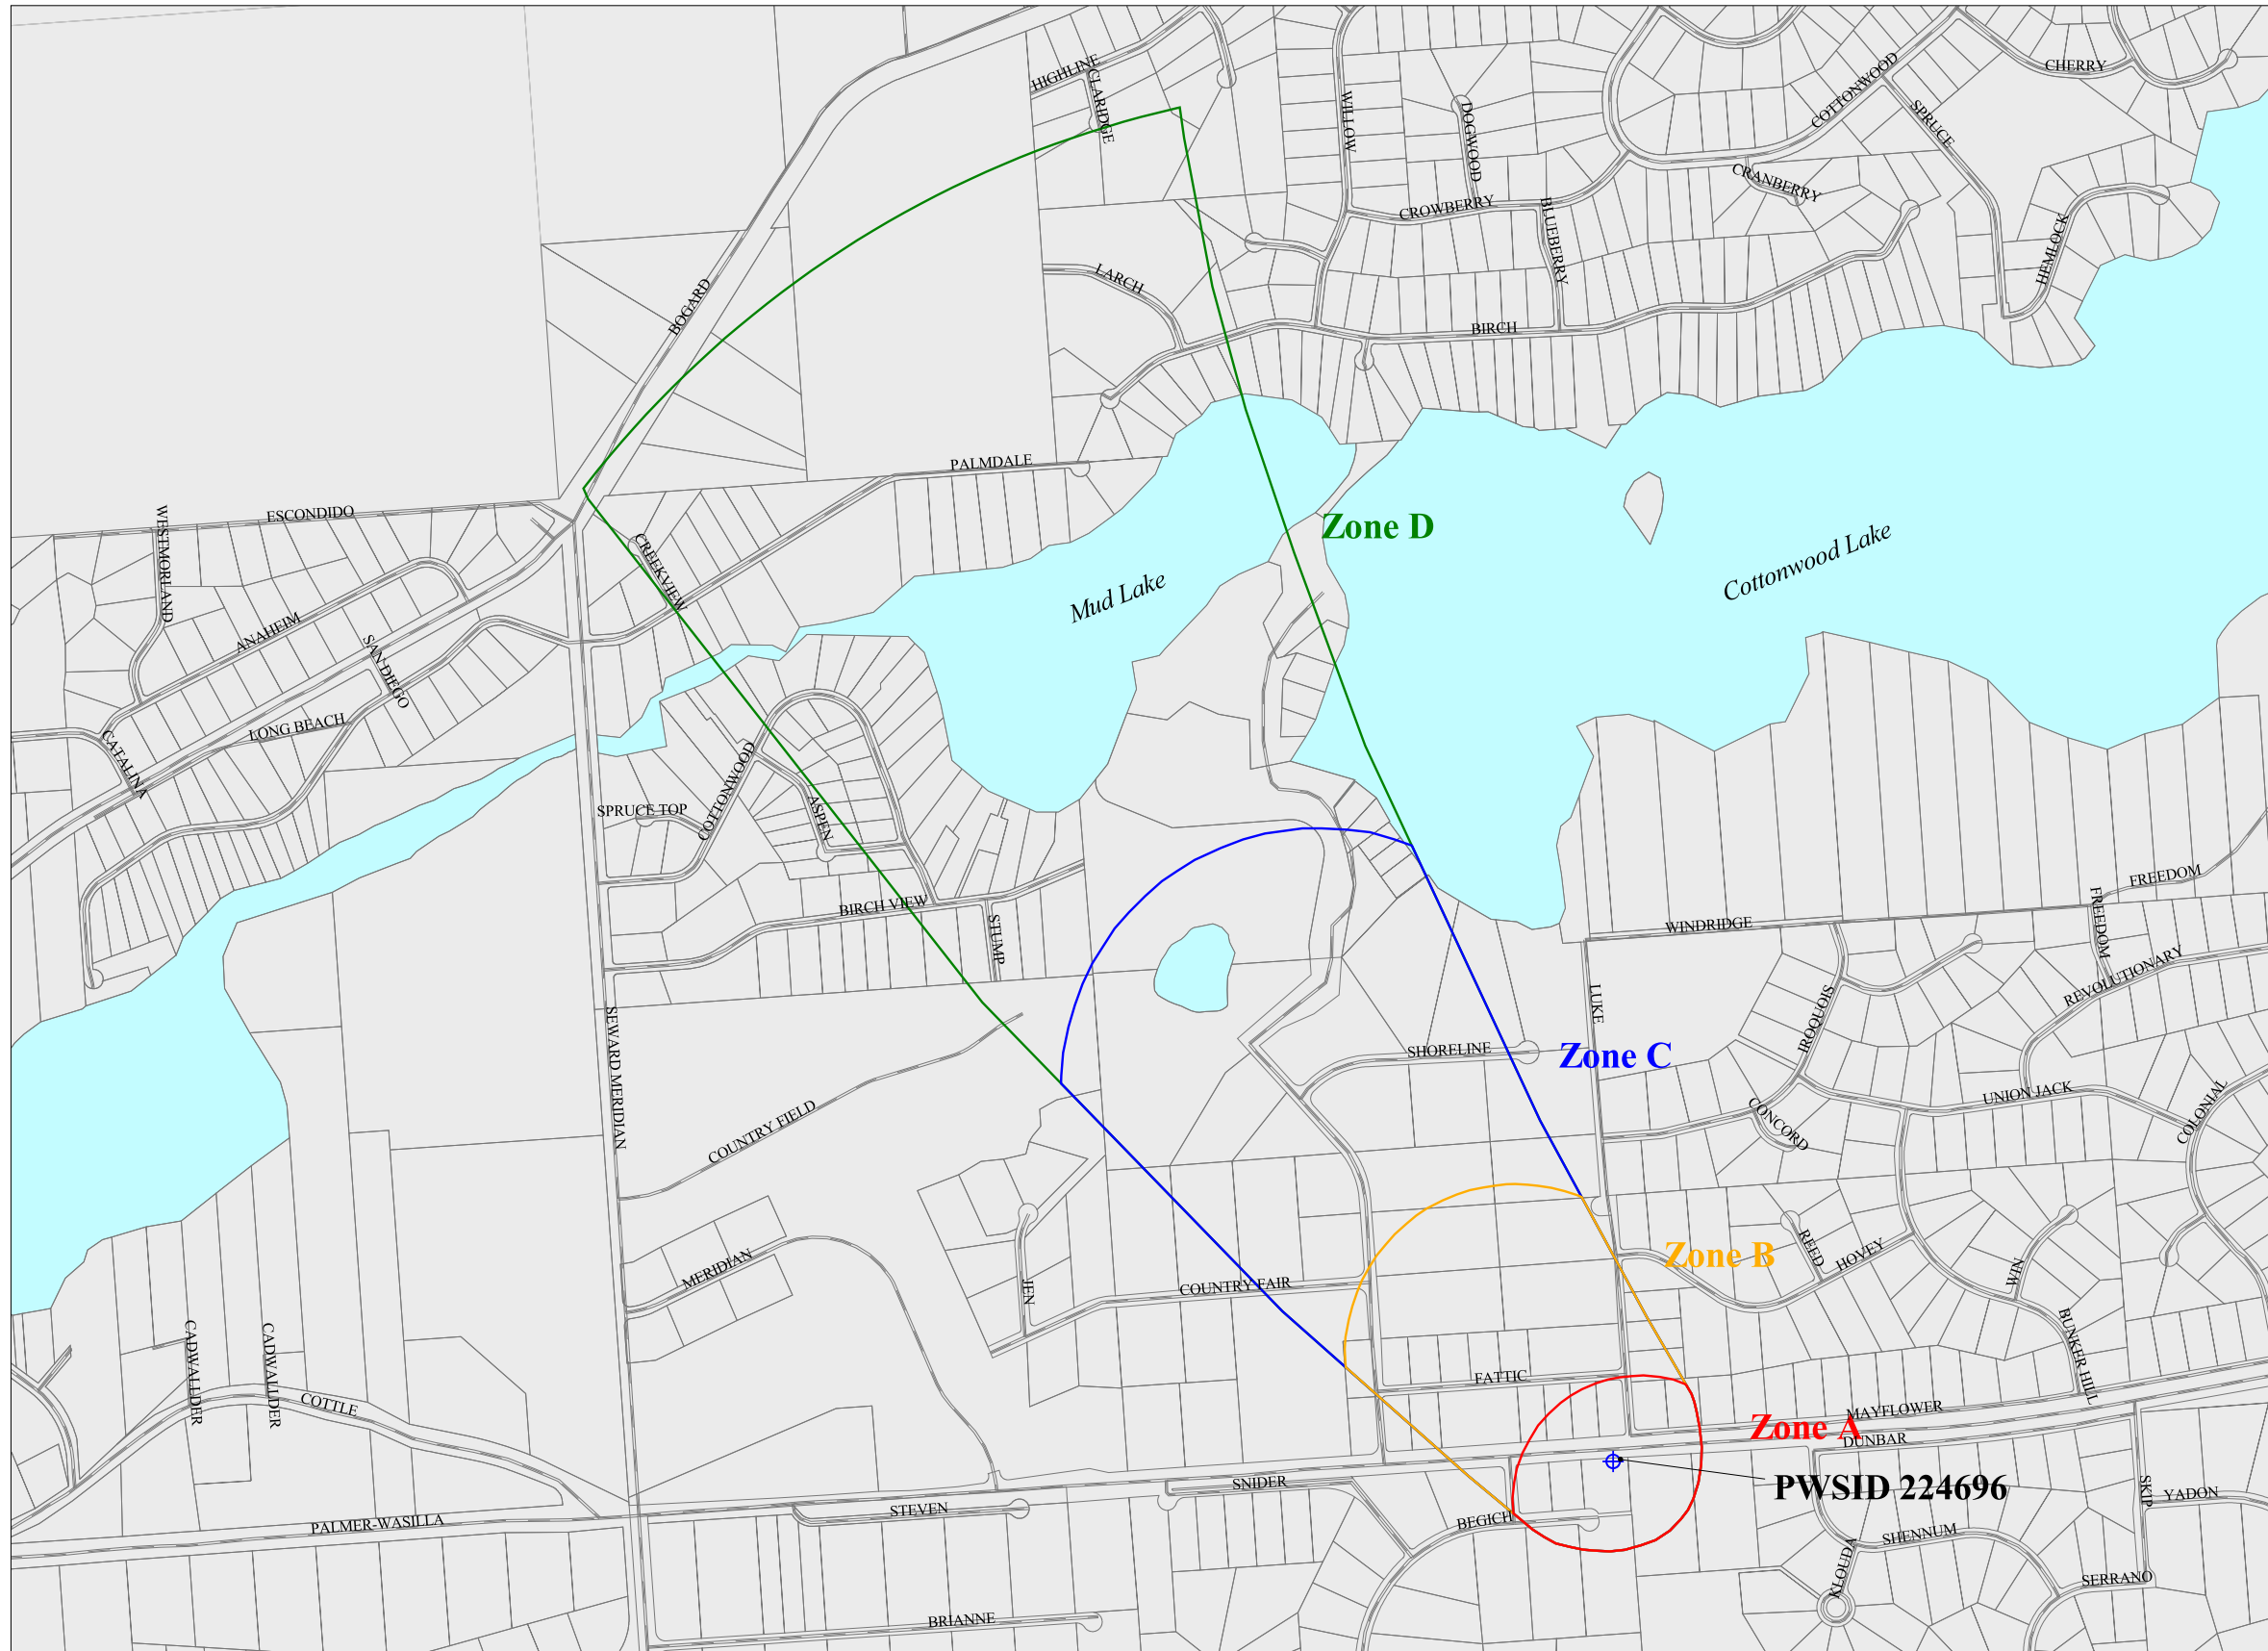 HIGHLINE
CLARIDGE
WILLOW
DOGWOOD
COTTONWOOD
SPRUCE
CHERRY
CRANBERRY
CROWBERRY
BLUEBERRY
HEMLOCK
LARCH
BOGARD
BIRCH
PALMDALE
ESCONDIDO
WESTMORLAND
CREEKVIEW
Zone D
Cottonwood Lake
Mud Lake
ANAHEIM
SAN DIEGO
LONG BEACH
CATALINA
COTTONWOOD
SPRUCE TOP
ASPEN
BIRCH VIEW
STUMP
WINDRIDGE
FREEDOM
FREEDOM
REVOLUTIONARY
LUKE
IROQUOIS
SEWARD MERIDIAN
SHORELINE
Zone C
UNION JACK
CONCORD
COLONIAL
COUNTRY FIELD
MERIDIAN
JEN
COUNTRY FAIR
Zone B
REED
HOVEY
WIN
BUNKER HILL
CADWALLDER
CADWALLDER
COTTLE
FATTIC
MAYFLOWER
Zone A
DUNBAR
PWSID 224696
SNIDER
STEVEN
BEGICH
PALMER-WASILLA
SKIP
YADON
SHENNUM
KLOUDA
SERRANO
BRIANNE